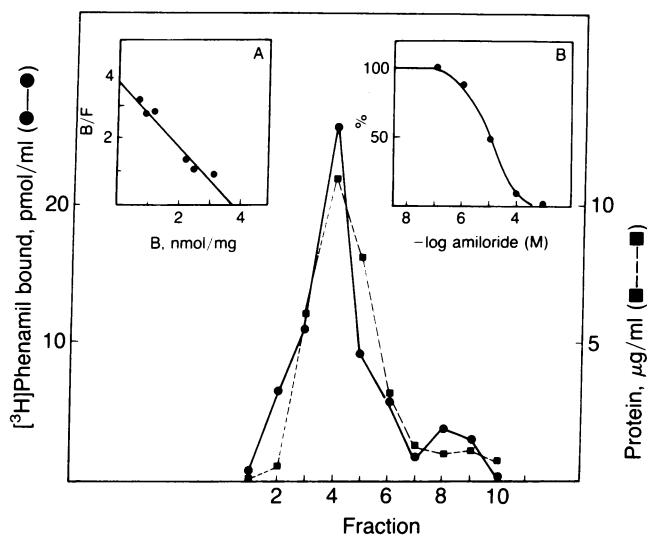 A
4
2
B/F
2
4
B, nmol/mg
B
100
50
%
8
6
4
–log amiloride (M)
20
10
[³H]Phenamil bound, pmol/ml (●—●)
10
5
Protein, μg/ml (■---■)
2
4
6
8
10
Fraction